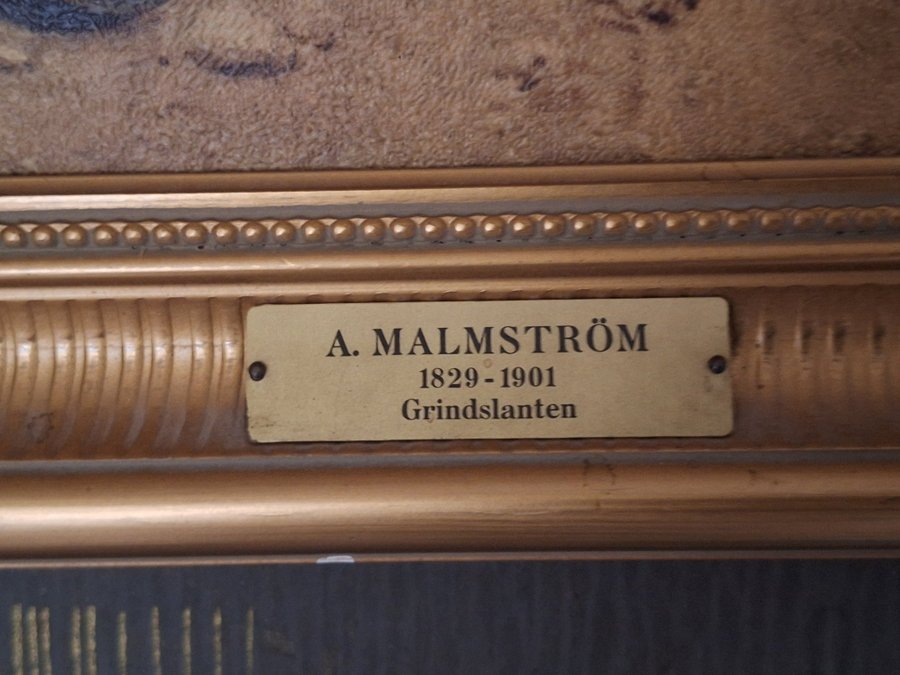 A. MALMSTRÖM
1829-1901
Grindslanten